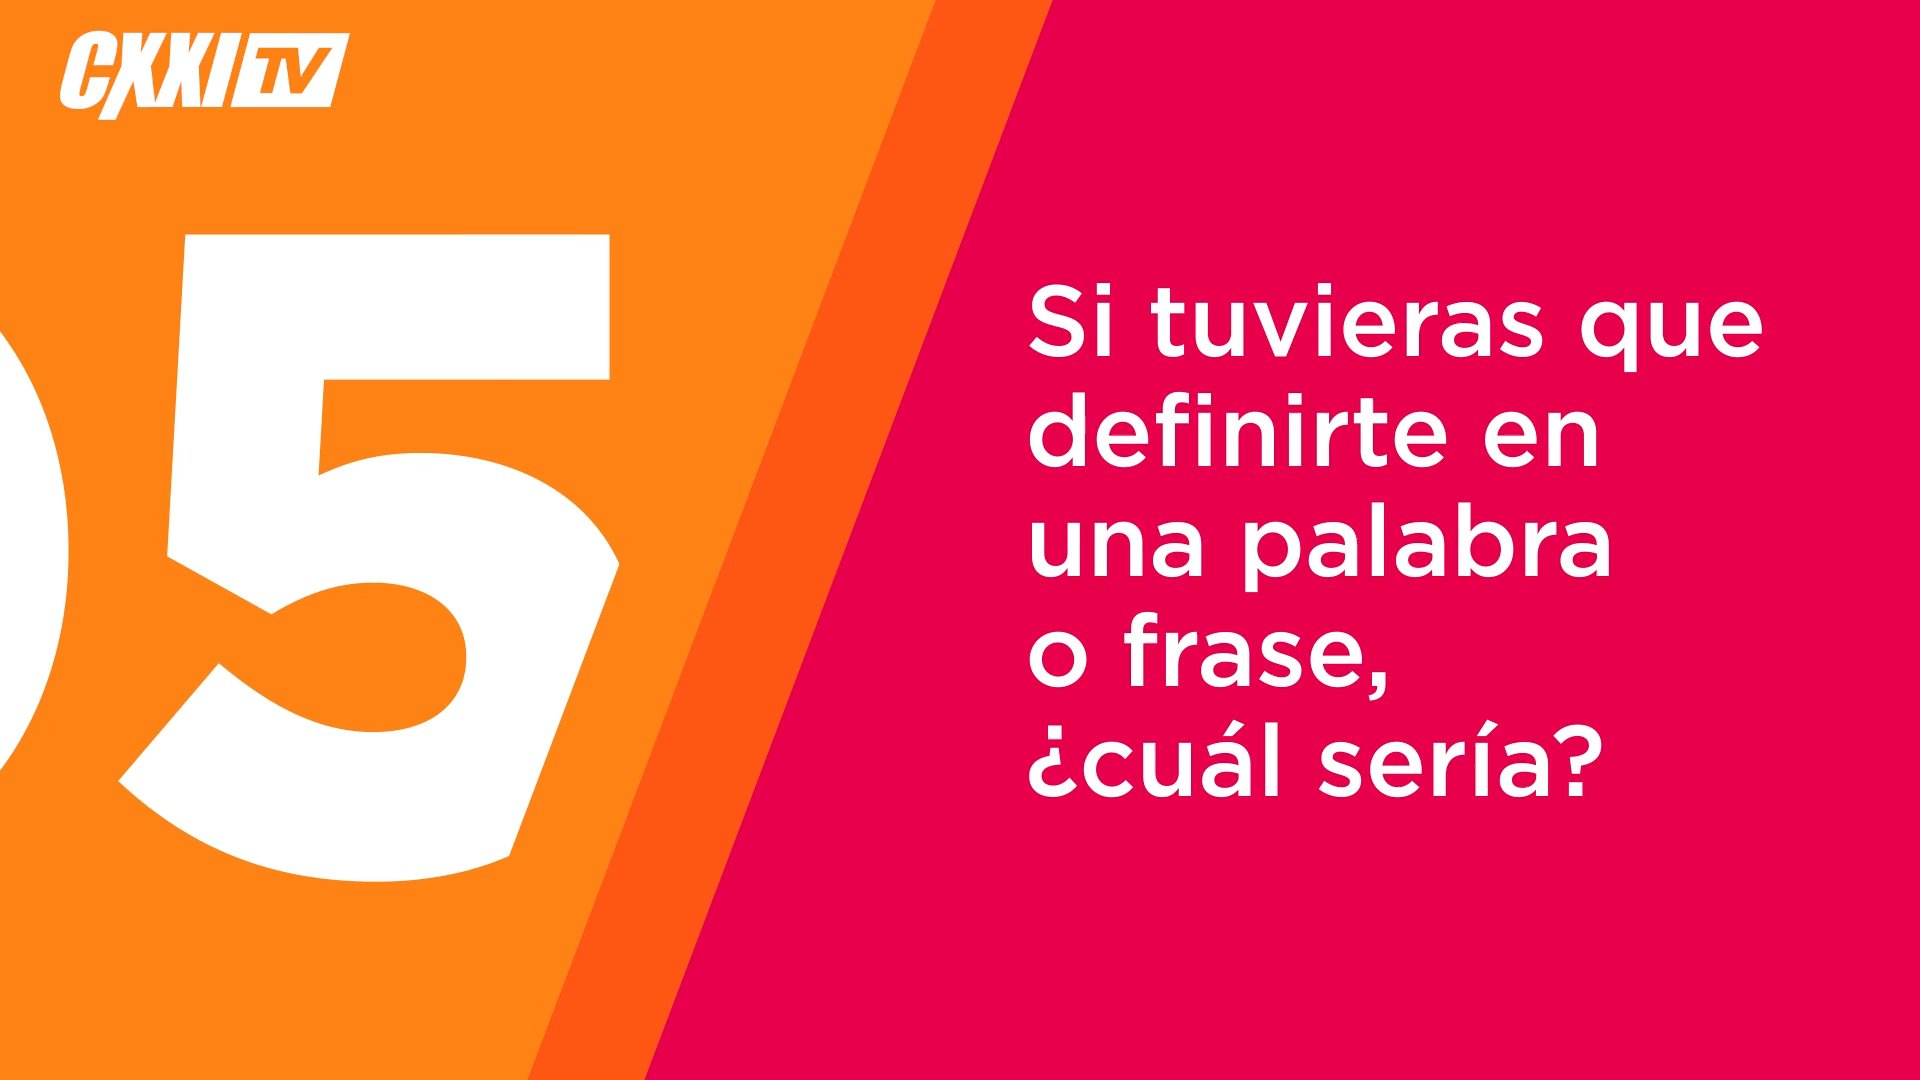 CXXI TV
05
Si tuvieras que
definirte en
una palabra
o frase,
¿cuál sería?